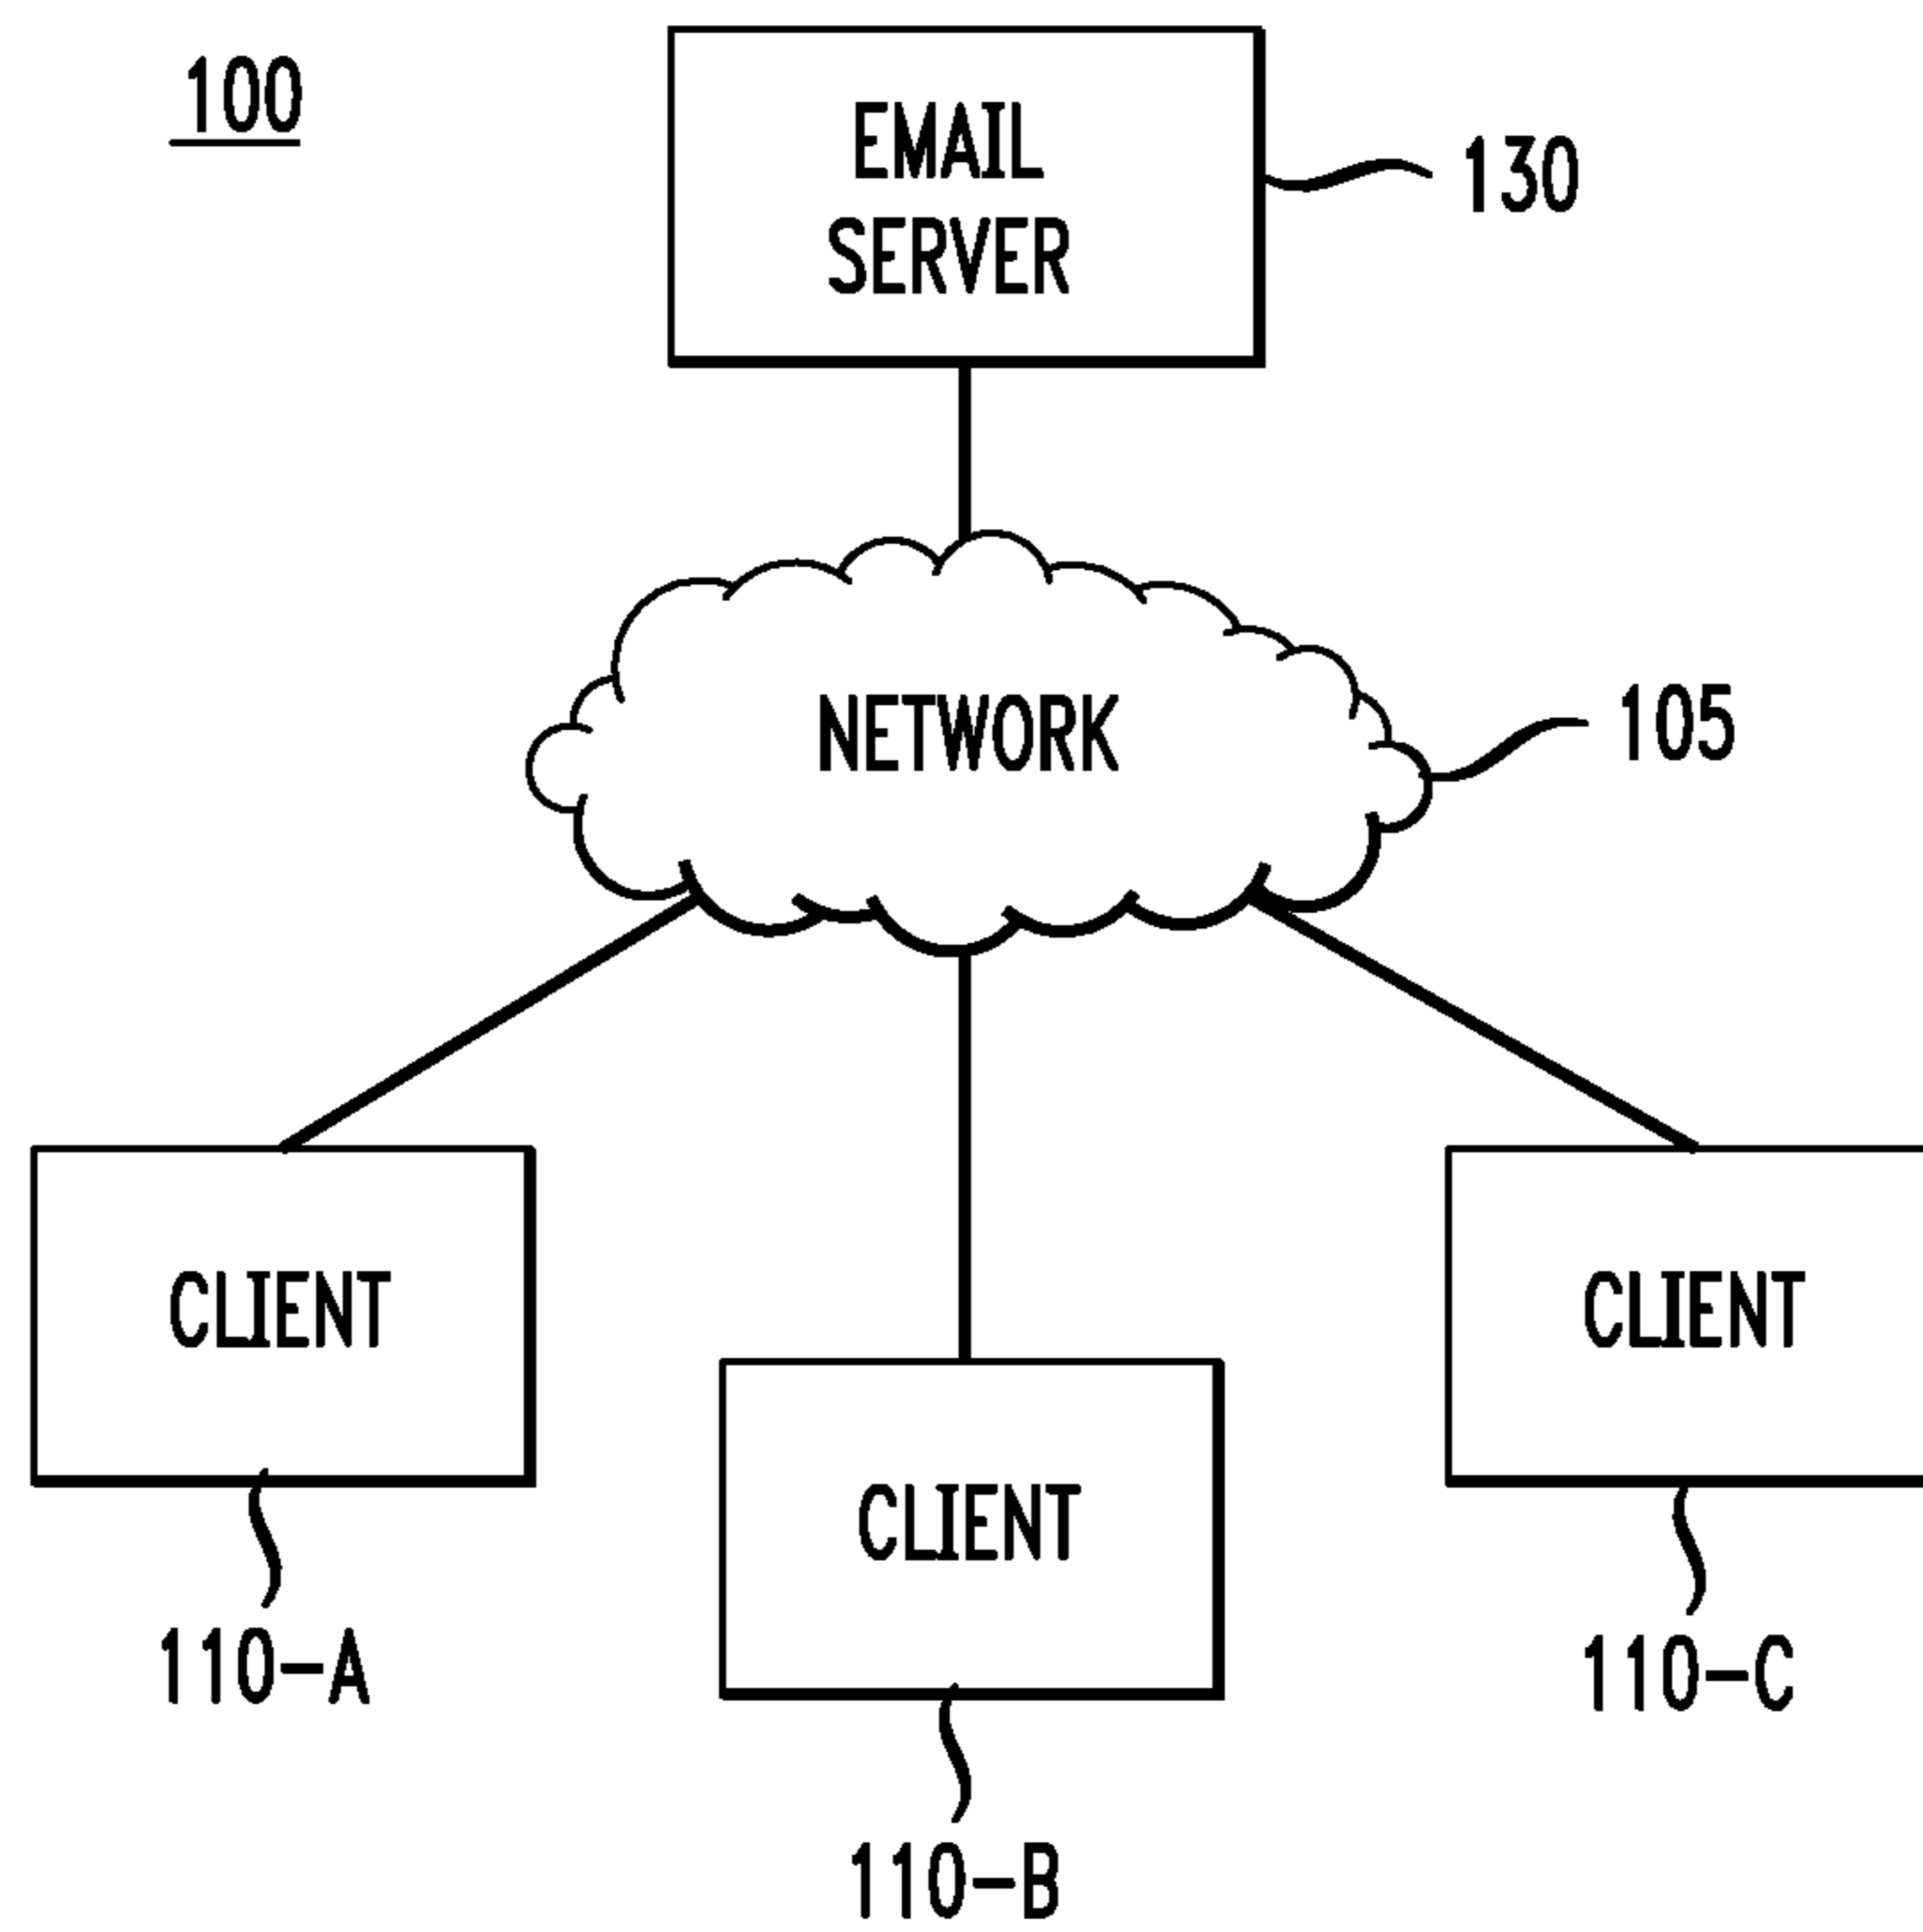 100
EMAIL
SERVER
130
NETWORK
105
CLIENT
CLIENT
CLIENT
110-A
110-C
110-B